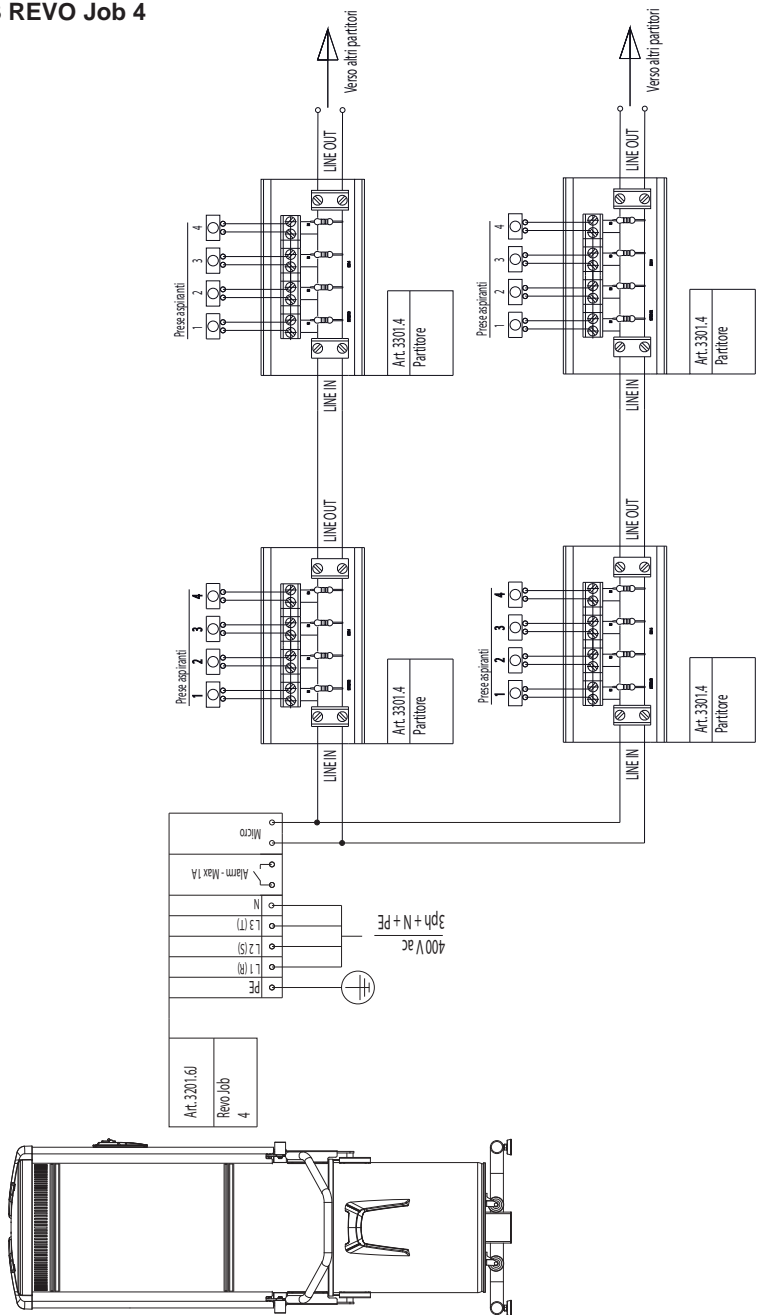 REVO Job 4
Verso altri partitori
LINE OUT
Prese aspiranti
1 2 3 4
Art. 3301.4
Partitore
LINE IN
Verso altri partitori
LINE OUT
Prese aspiranti
1 2 3 4
Art. 3301.4
Partitore
LINE IN
LINE OUT
Prese aspiranti
1 2 3 4
Art. 3301.4
Partitore
LINE IN
LINE OUT
Prese aspiranti
1 2 3 4
Art. 3301.4
Partitore
LINE IN
Micro
Alarm - Max 1A
N
L3 (T)
L2 (S)
L1 (R)
PE
400 V ac
3ph + N + PE
Art. 3201.6J
Revo Job
4